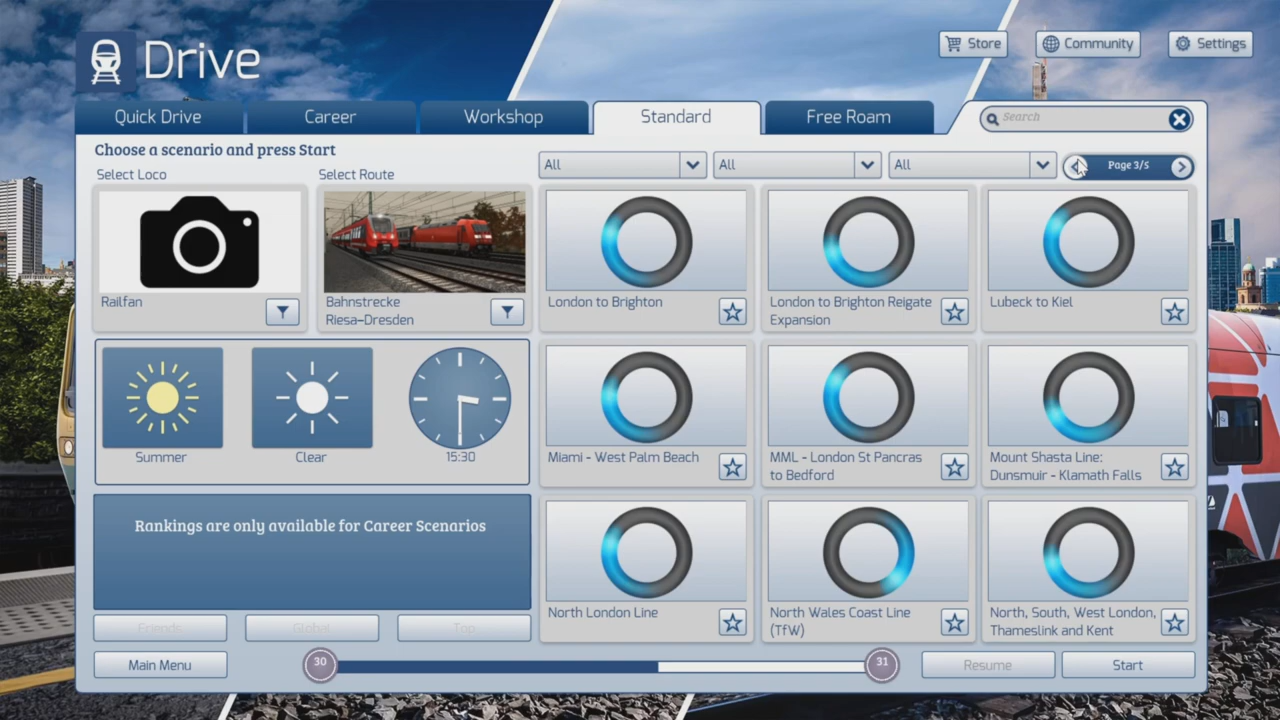 Drive
Store
Community
Settings
Quick Drive
Career
Workshop
Standard
Free Roam
Search
Choose a scenario and press Start
Select Loco
Select Route
All
All
All
Page 3/5
Railfan
Bahnstrecke
Riesa–Dresden
London to Brighton
London to Brighton Reigate
Expansion
Lubeck to Kiel
Summer
Clear
15:30
Miami - West Palm Beach
MML - London St Pancras
to Bedford
Mount Shasta Line:
Dunsmuir - Klamath Falls
Rankings are only available for Career Scenarios
North London Line
North Wales Coast Line
(TfW)
North, South, West London,
Thameslink and Kent
Friends
Global
Top
Main Menu
30
31
Resume
Start